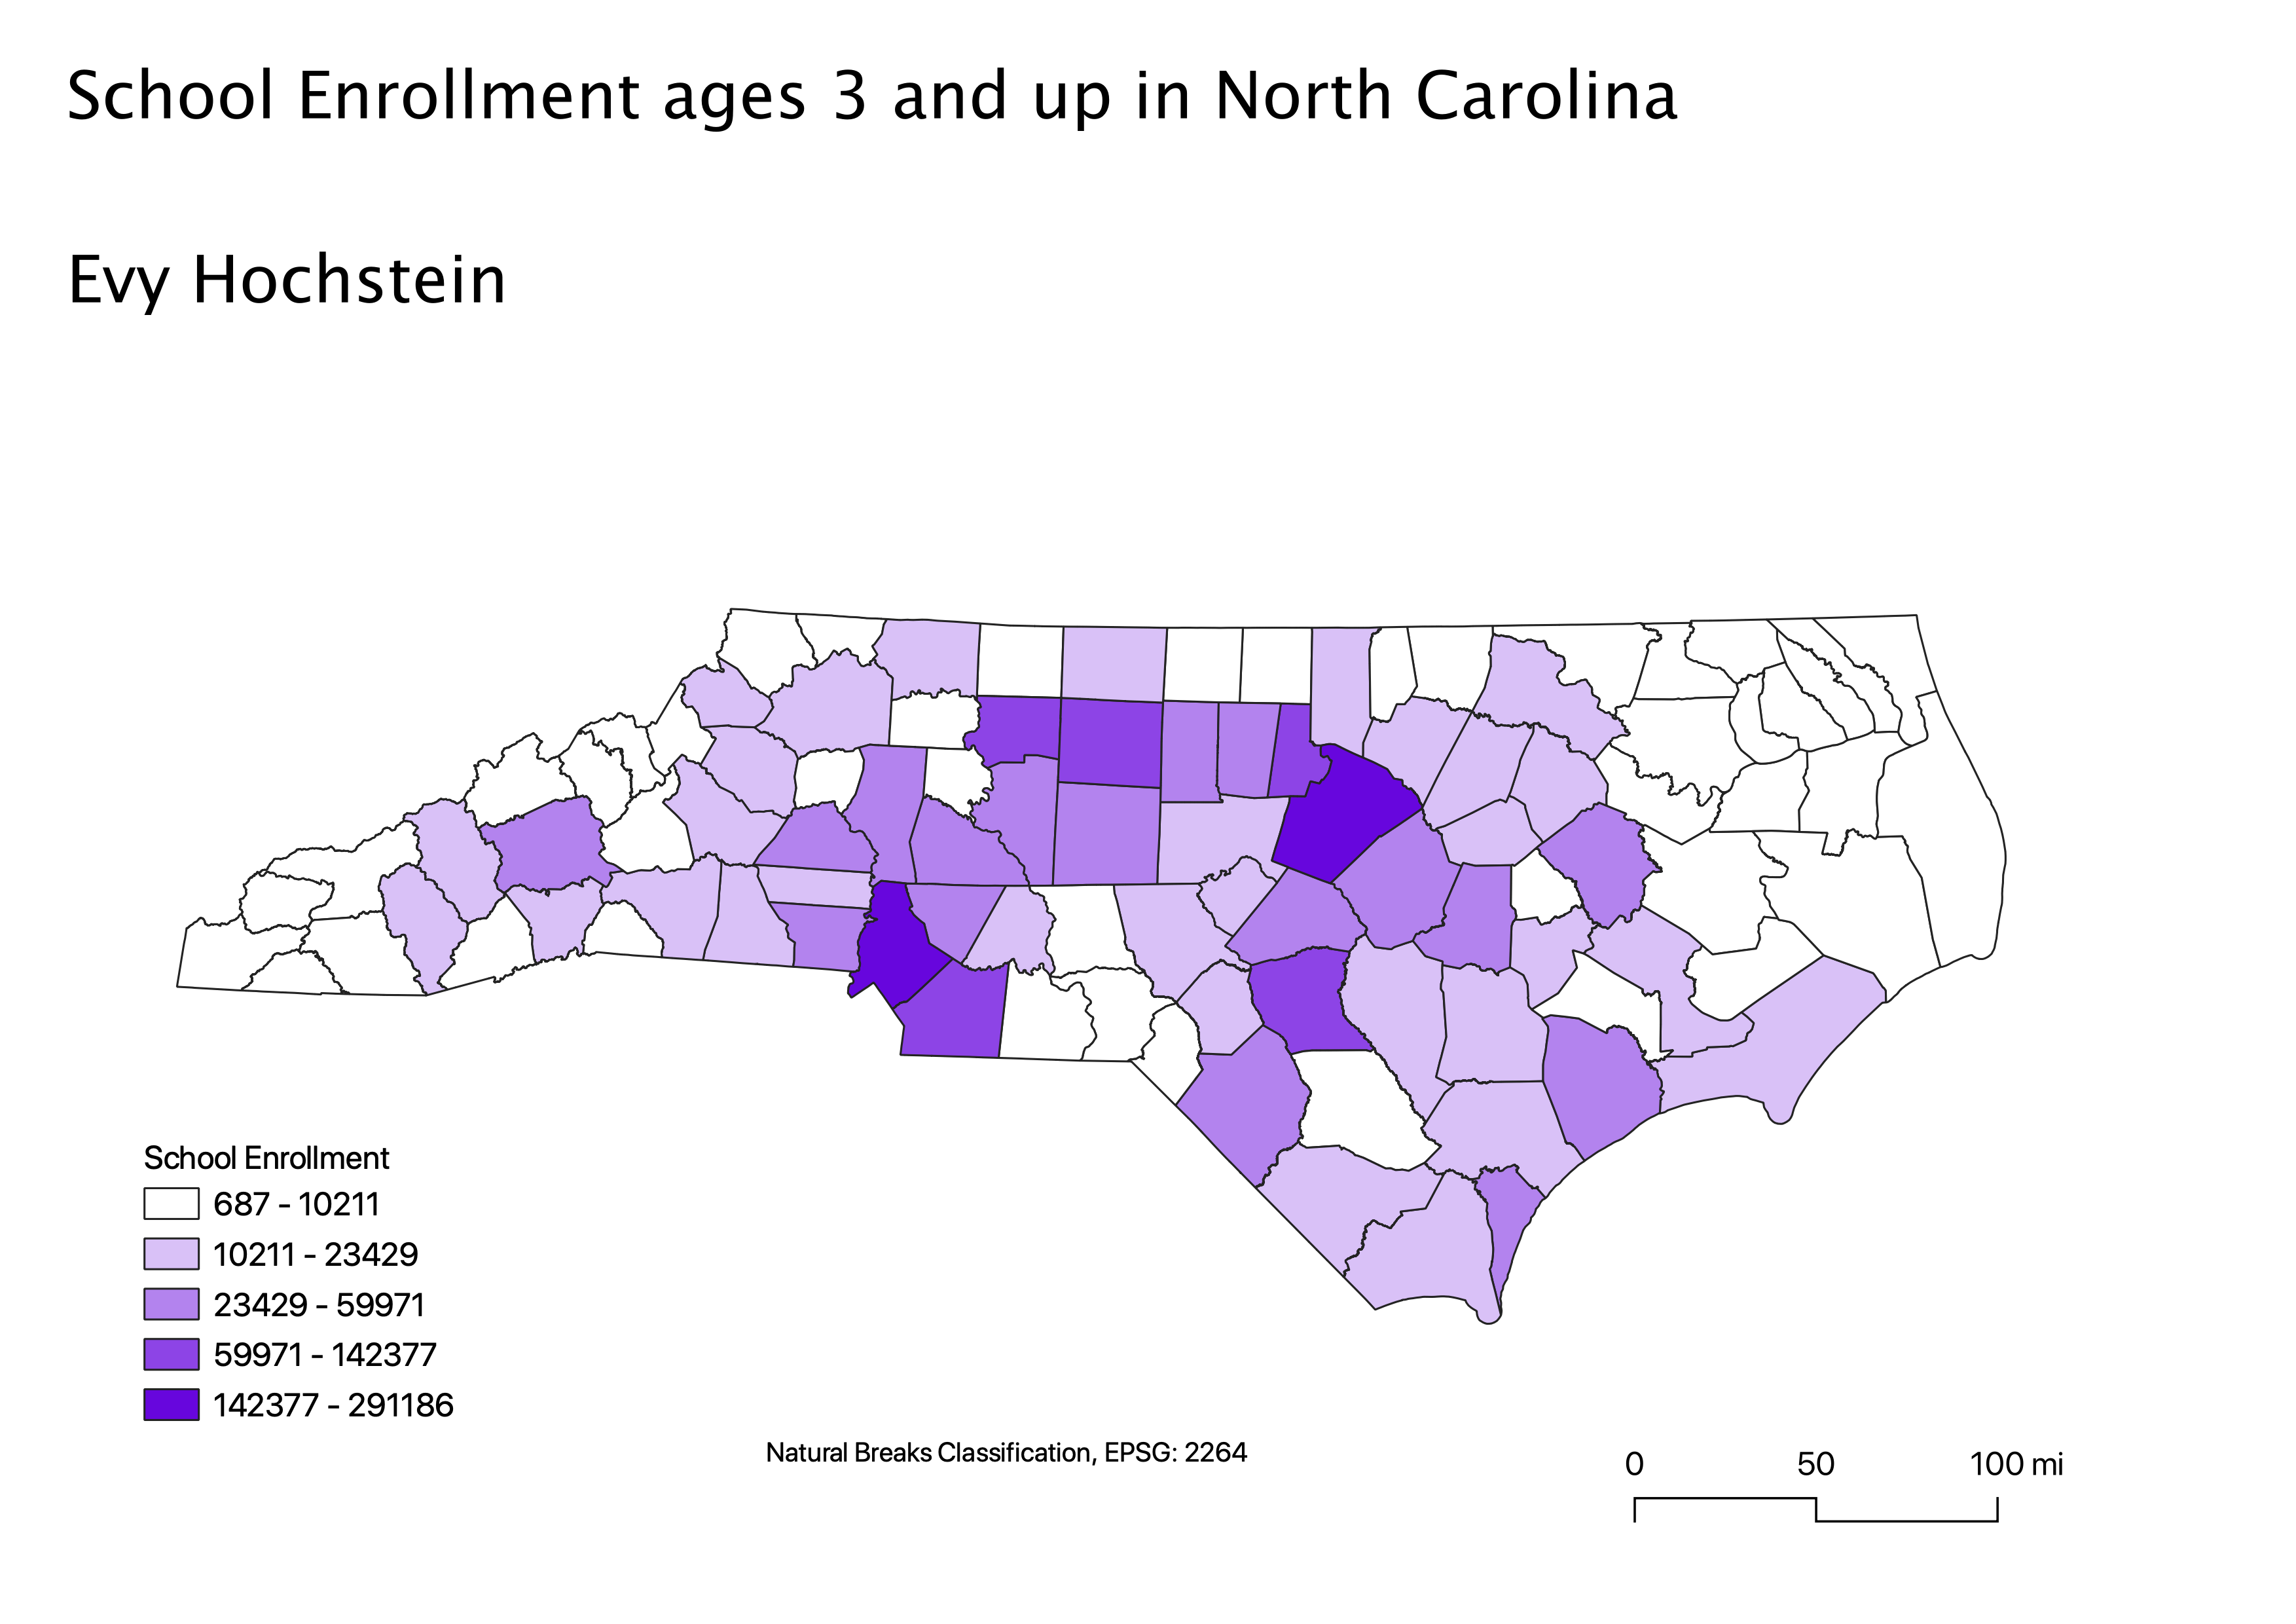 School Enrollment ages 3 and up in North Carolina
Evy Hochstein
School Enrollment
687 - 10211
10211 - 23429
23429 - 59971
59971 - 142377
142377 - 291186
Natural Breaks Classification, EPSG: 2264
0 50 100 mi